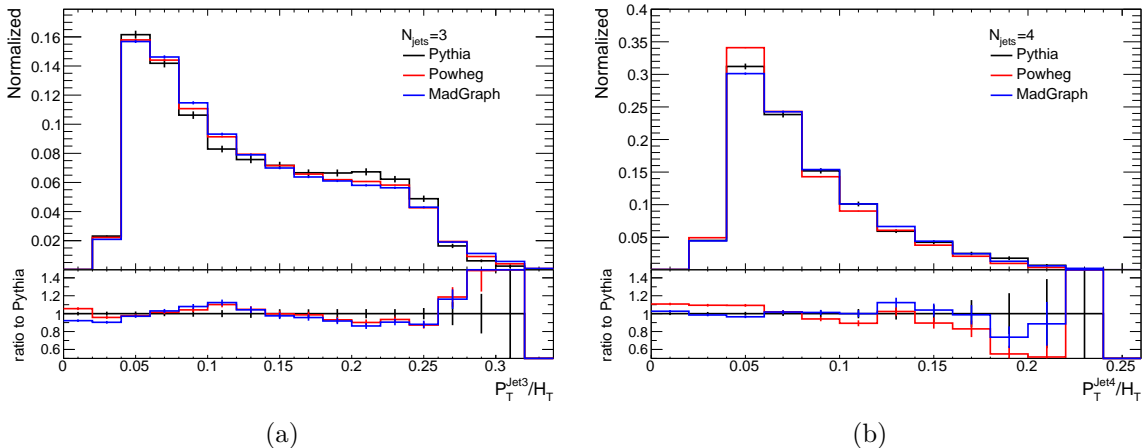 Normalized
0.16
0.14
0.12
0.1
0.08
0.06
0.04
0.02
N_jets=3
Pythia
Powheg
MadGraph
ratio to Pythia
1.4
1.2
1
0.8
0.6
0 0.05 0.1 0.15 0.2 0.25 0.3
P_T^Jet3/H_T
(a)
Normalized
0.4
0.35
0.3
0.25
0.2
0.15
0.1
0.05
N_jets=4
Pythia
Powheg
MadGraph
ratio to Pythia
1.4
1.2
1
0.8
0.6
0 0.05 0.1 0.15 0.2 0.25
P_T^Jet4/H_T
(b)